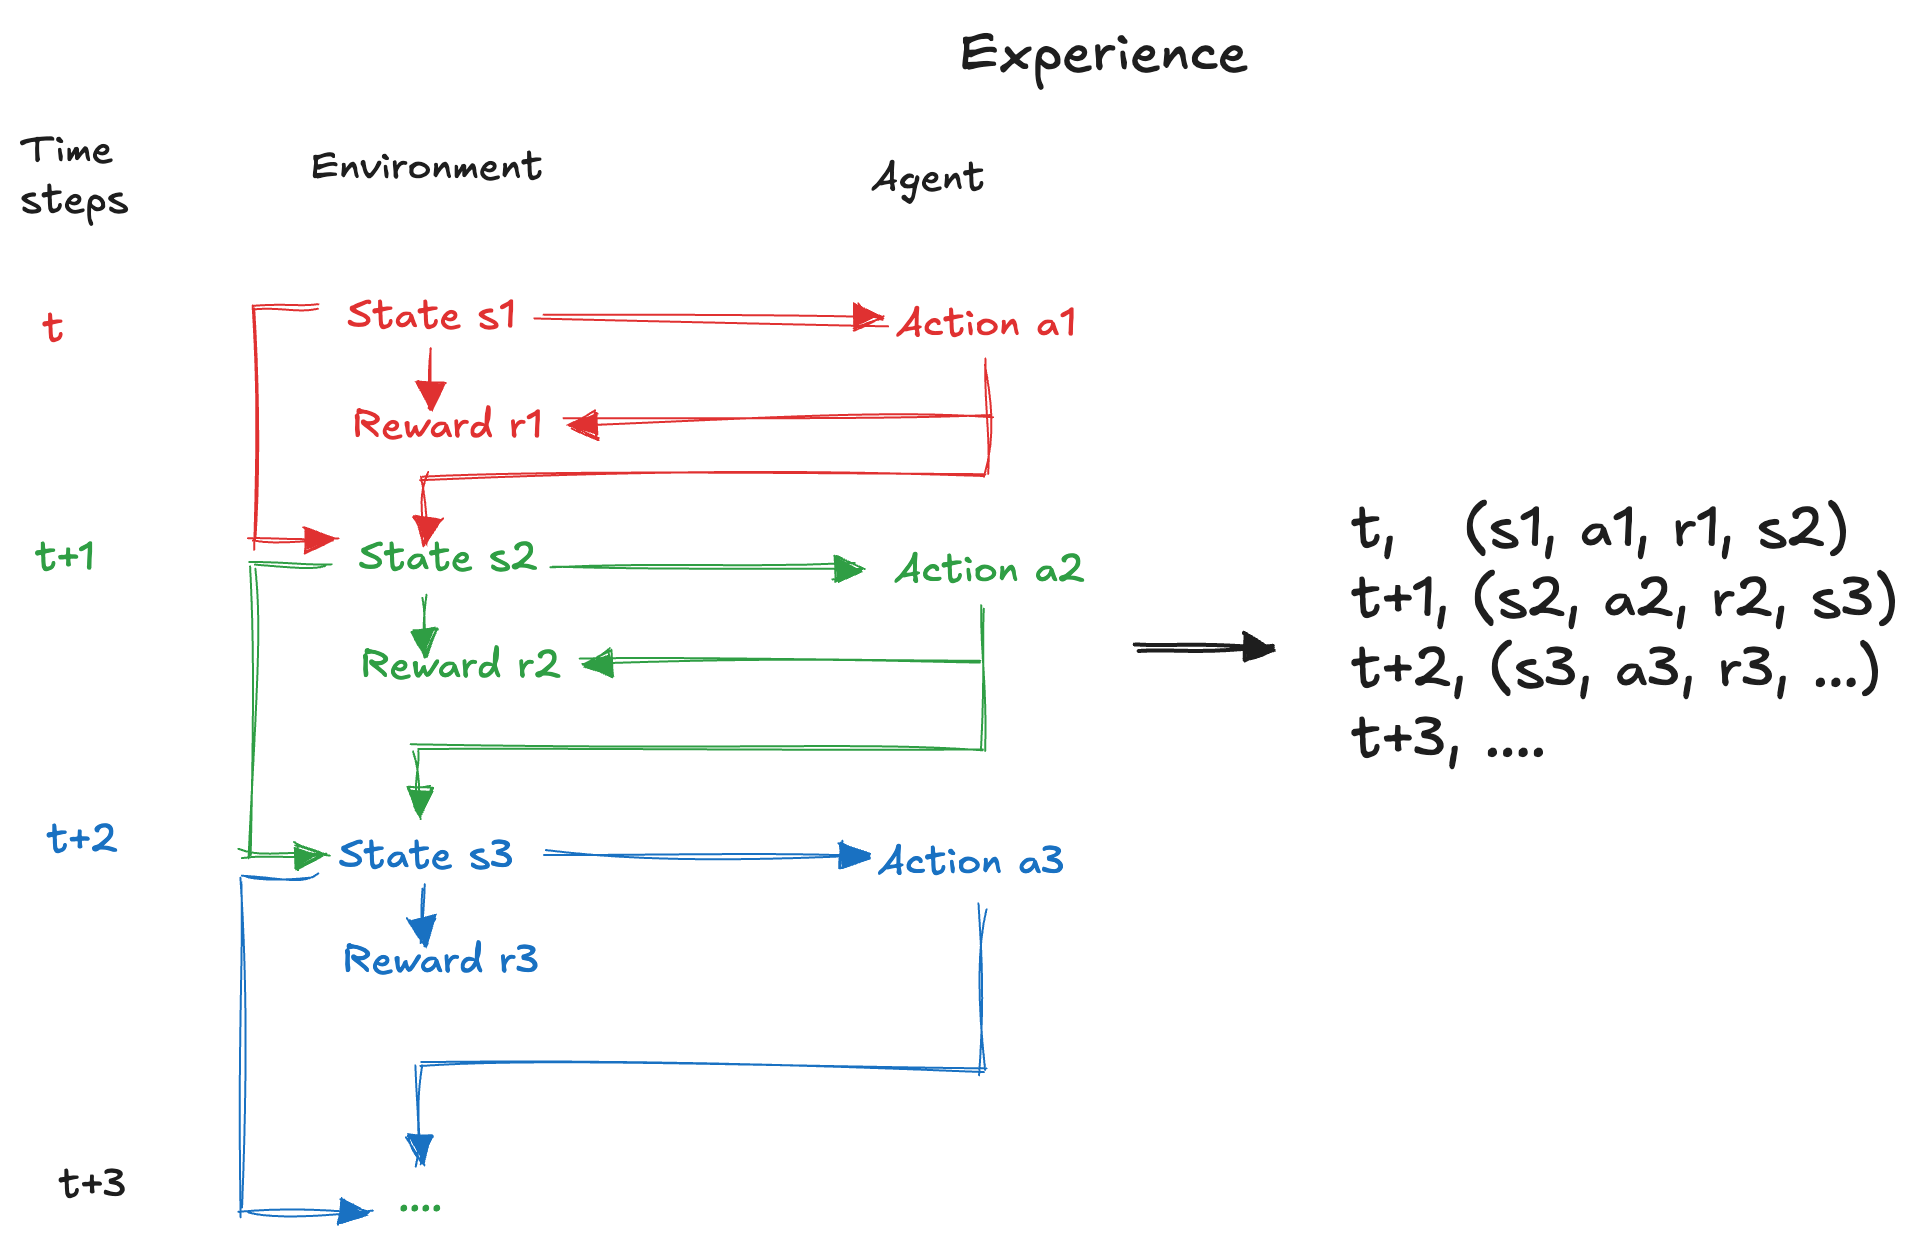 Experience
Time
steps
Environment
Agent
t
State s1
Action a1
Reward r1
t+1
State s2
Action a2
Reward r2
t+2
State s3
Action a3
Reward r3
t+3
....
t, (s1, a1, r1, s2)
t+1, (s2, a2, r2, s3)
t+2, (s3, a3, r3, ...)
t+3, ....